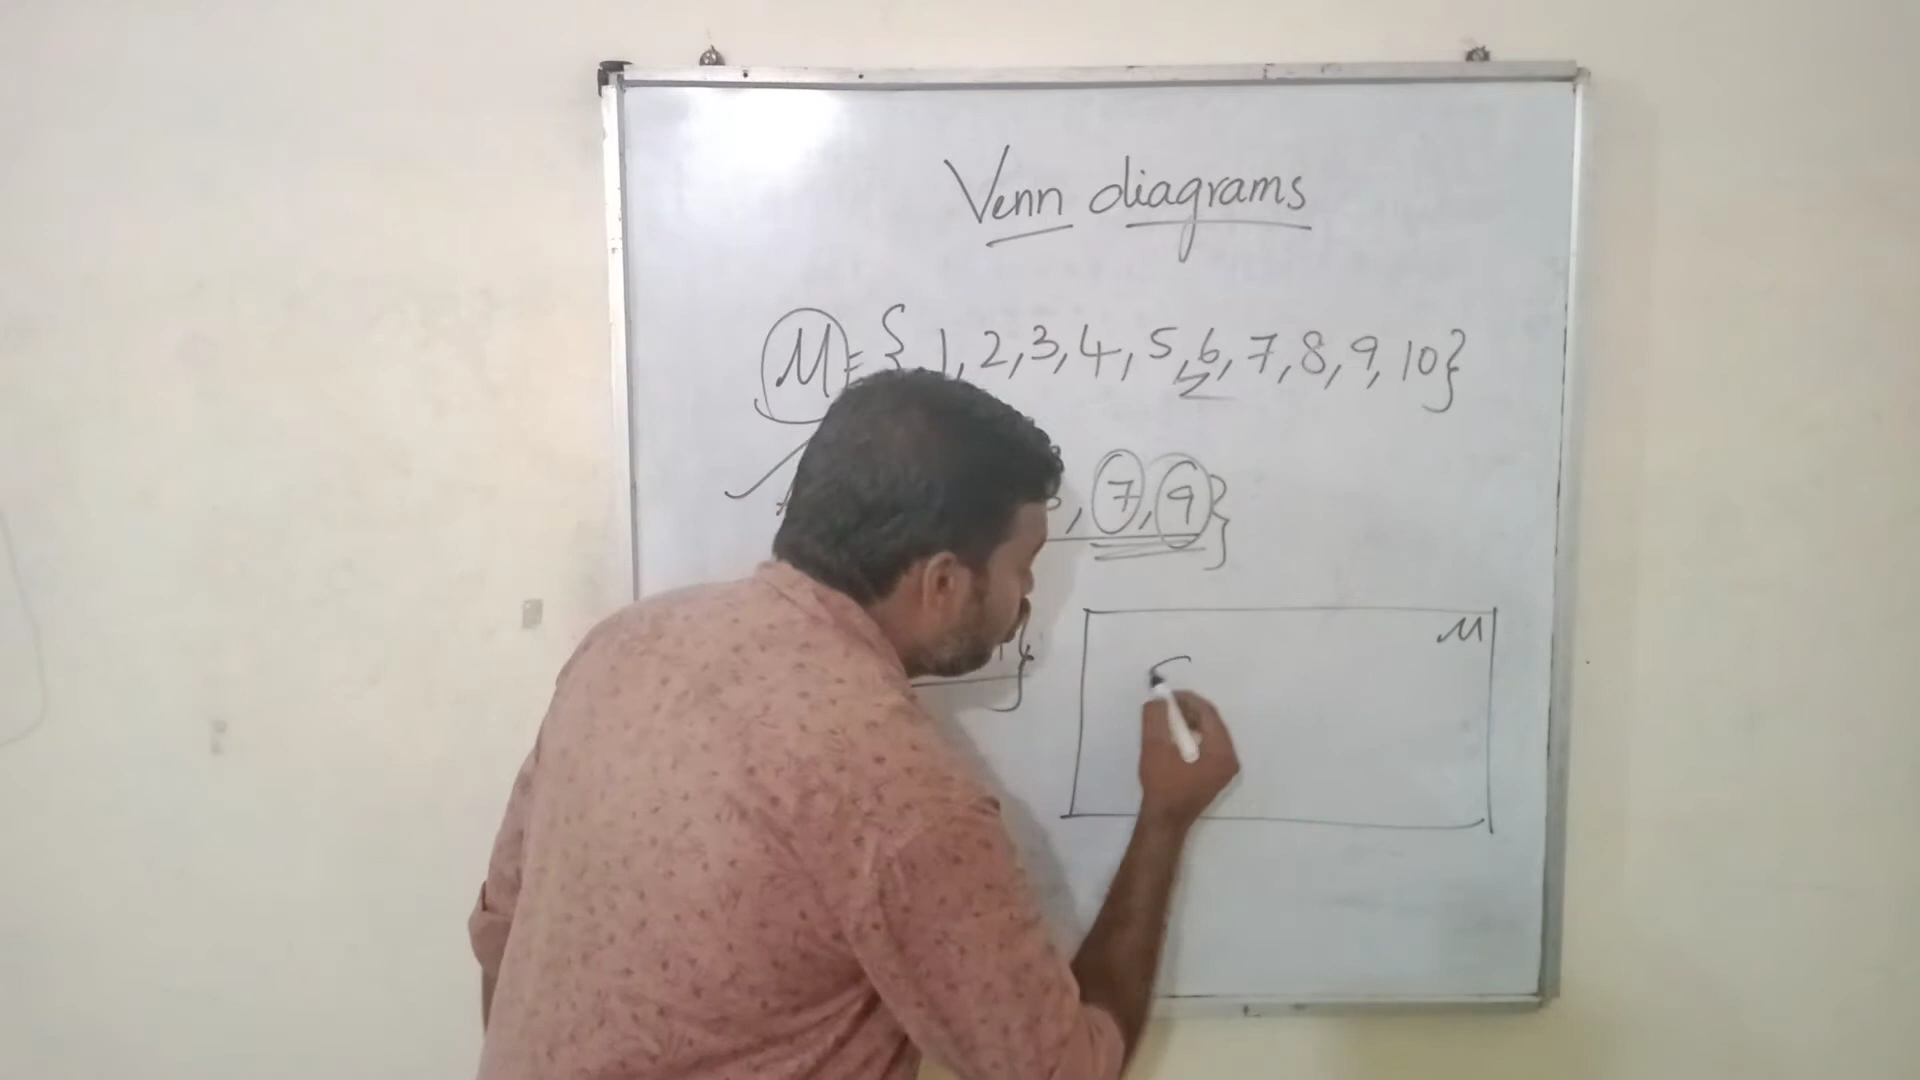 Venn diagrams
M = { 1, 2, 3, 4, 5, 6, 7, 8, 9, 10 }
, 7, 9 }
}
M